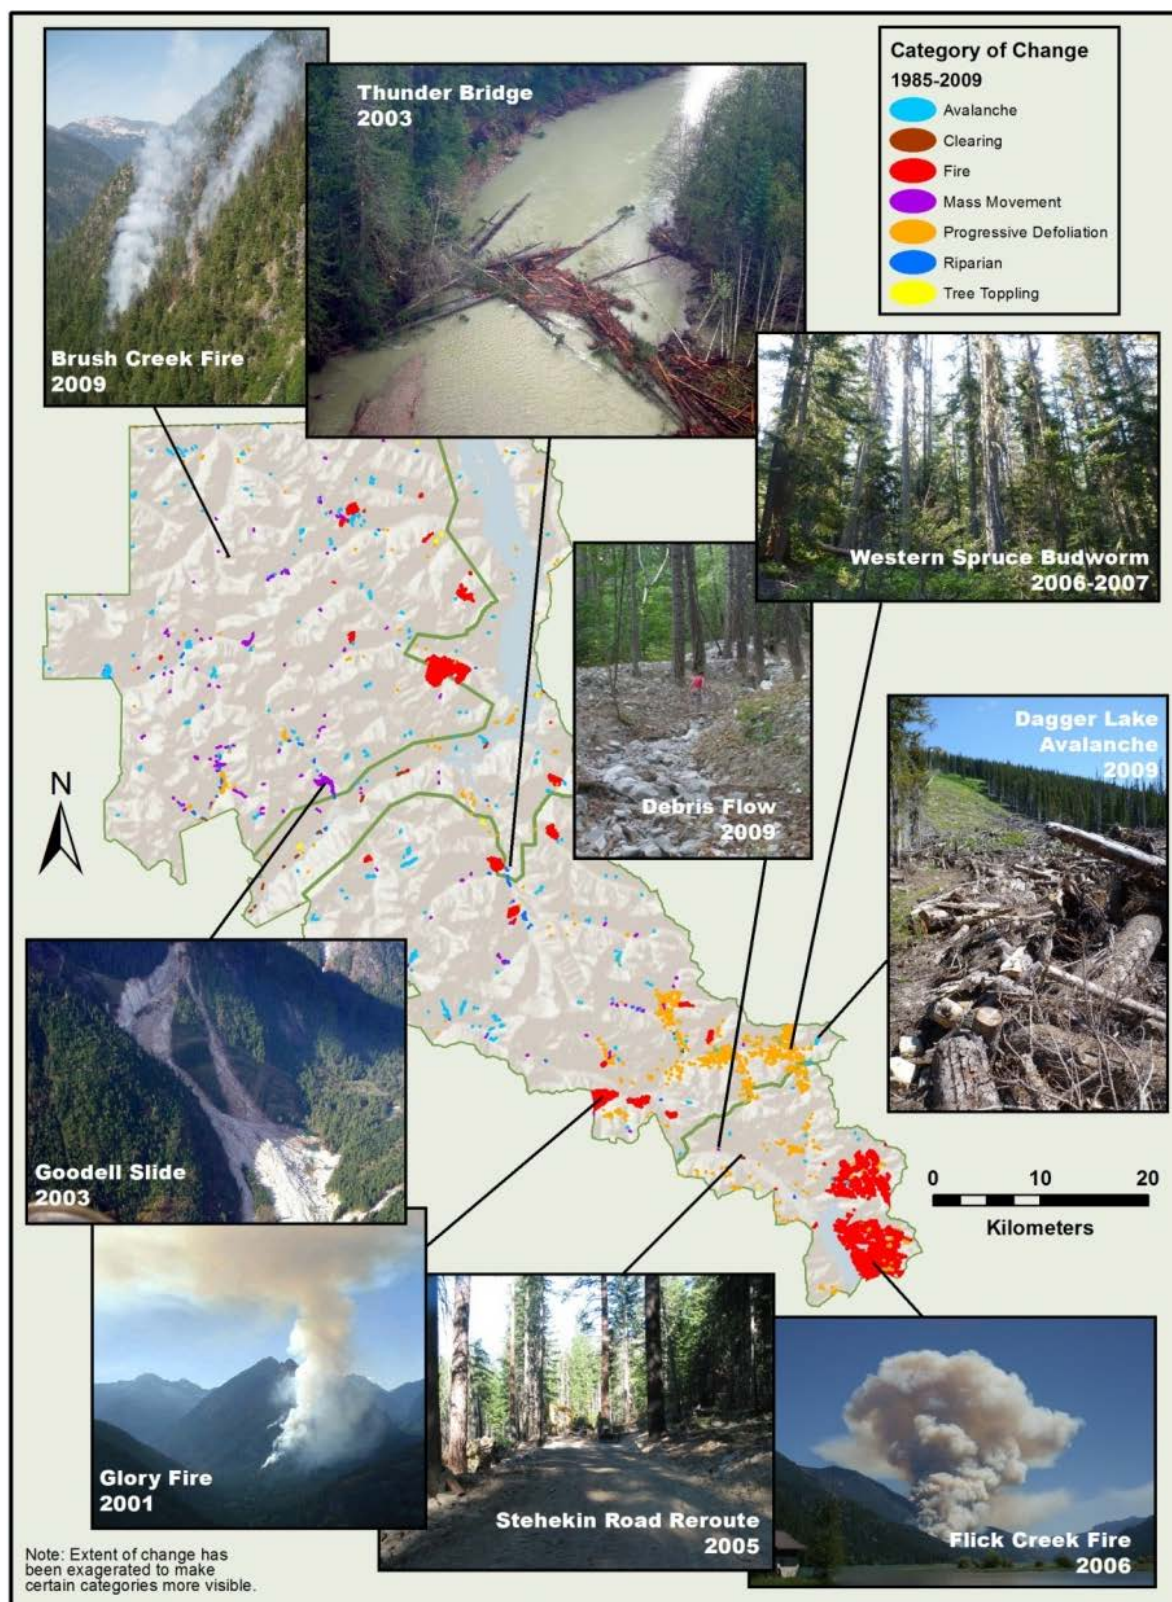 Category of Change
1985-2009
Avalanche
Clearing
Fire
Mass Movement
Progressive Defoliation
Riparian
Tree Toppling
Thunder Bridge
2003
Brush Creek Fire
2009
Western Spruce Budworm
2006-2007
Dagger Lake
Avalanche
2009
Debris Flow
2009
N
Goodell Slide
2003
0 10 20
Kilometers
Glory Fire
2001
Stehekin Road Reroute
2005
Flick Creek Fire
2006
Note: Extent of change has
been exagerated to make
certain categories more visible.